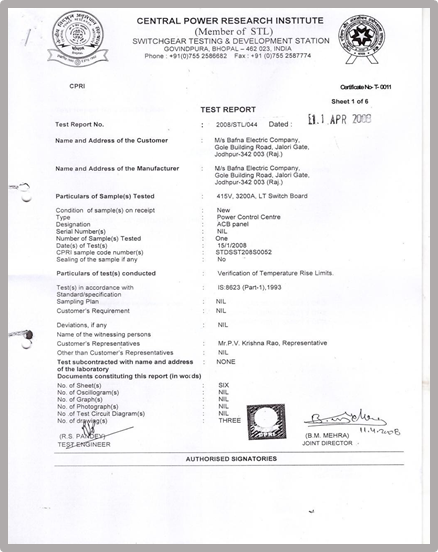 CENTRAL POWER RESEARCH INSTITUTE
(Member of STL)
SWITCHGEAR TESTING & DEVELOPMENT STATION
GOVINDPURA, BHOPAL – 462 023, INDIA
Phone : +91(0)755 2586682 Fax : +91 (0)755 2587774
CPRI
Certificate No- T- 0011
Sheet 1 of 6
TEST REPORT
Test Report No. : 2008/STL/044 Dated : 11 APR 2008
Name and Address of the Customer : M/s Bafna Electric Company,
Gole Building Road, Jalori Gate,
Jodhpur-342 003 (Raj.)
Name and Address of the Manufacturer : M/s Bafna Electric Company,
Gole Building Road, Jalori Gate,
Jodhpur-342 003 (Raj.)
Particulars of Sample(s) Tested : 415V, 3200A, LT Switch Board
Condition of sample(s) on receipt : New
Type : Power Control Centre
Designation : ACB panel
Serial Number(s) : NIL
Number of Sample(s) Tested : One
Date(s) of Test(s) : 15/1/2008
CPRI sample code number(s) : STDSST208S0052
Sealing of the sample if any : No
Particulars of test(s) conducted : Verification of Temperature Rise Limits.
Test(s) in accordance with : IS:8623 (Part-1),1993
Standard/specification
Sampling Plan : NIL
Customer's Requirement : NIL
Deviations, if any : NIL
Name of the witnessing persons
Customer's Representatives : Mr.P.V. Krishna Rao, Representative
Other than Customer's Representatives : NIL
Test subcontracted with name and address : NONE
of the laboratory
Documents constituting this report (in words)
No. of Sheet(s) : SIX
No. of Oscillogram(s) : NIL
No. of Graph(s) : NIL
No. of Photograph(s) : NIL
No .of Test Circuit Diagram(s) : NIL
No. of drawing(s) : THREE
CPRI
11.4.2008
(R.S. PANDEY)
TEST ENGINEER
(B.M. MEHRA)
JOINT DIRECTOR
AUTHORISED SIGNATORIES